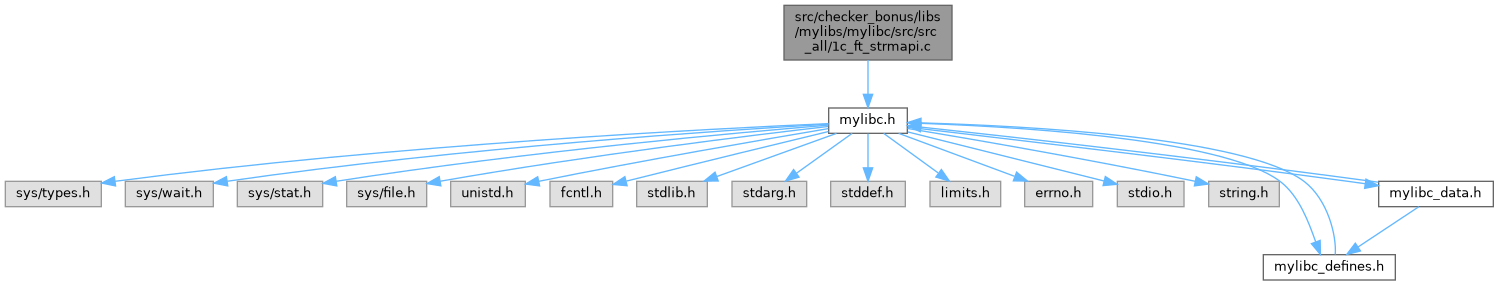 src/checker_bonus/libs
/mylibs/mylibc/src/src
_all/1c_ft_strmapi.c
mylibc.h
sys/types.h
sys/wait.h
sys/stat.h
sys/file.h
unistd.h
fcntl.h
stdlib.h
stdarg.h
stddef.h
limits.h
errno.h
stdio.h
string.h
mylibc_data.h
mylibc_defines.h